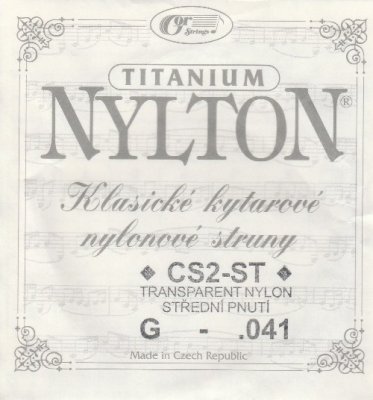 Gor
Strings
TITANIUM
NYLTON®
Klasické kytarové
nylonové struny
CS2-ST
TRANSPARENT NYLON
STŘEDNÍ PNUTÍ
G - .041
Made in Czech Republic